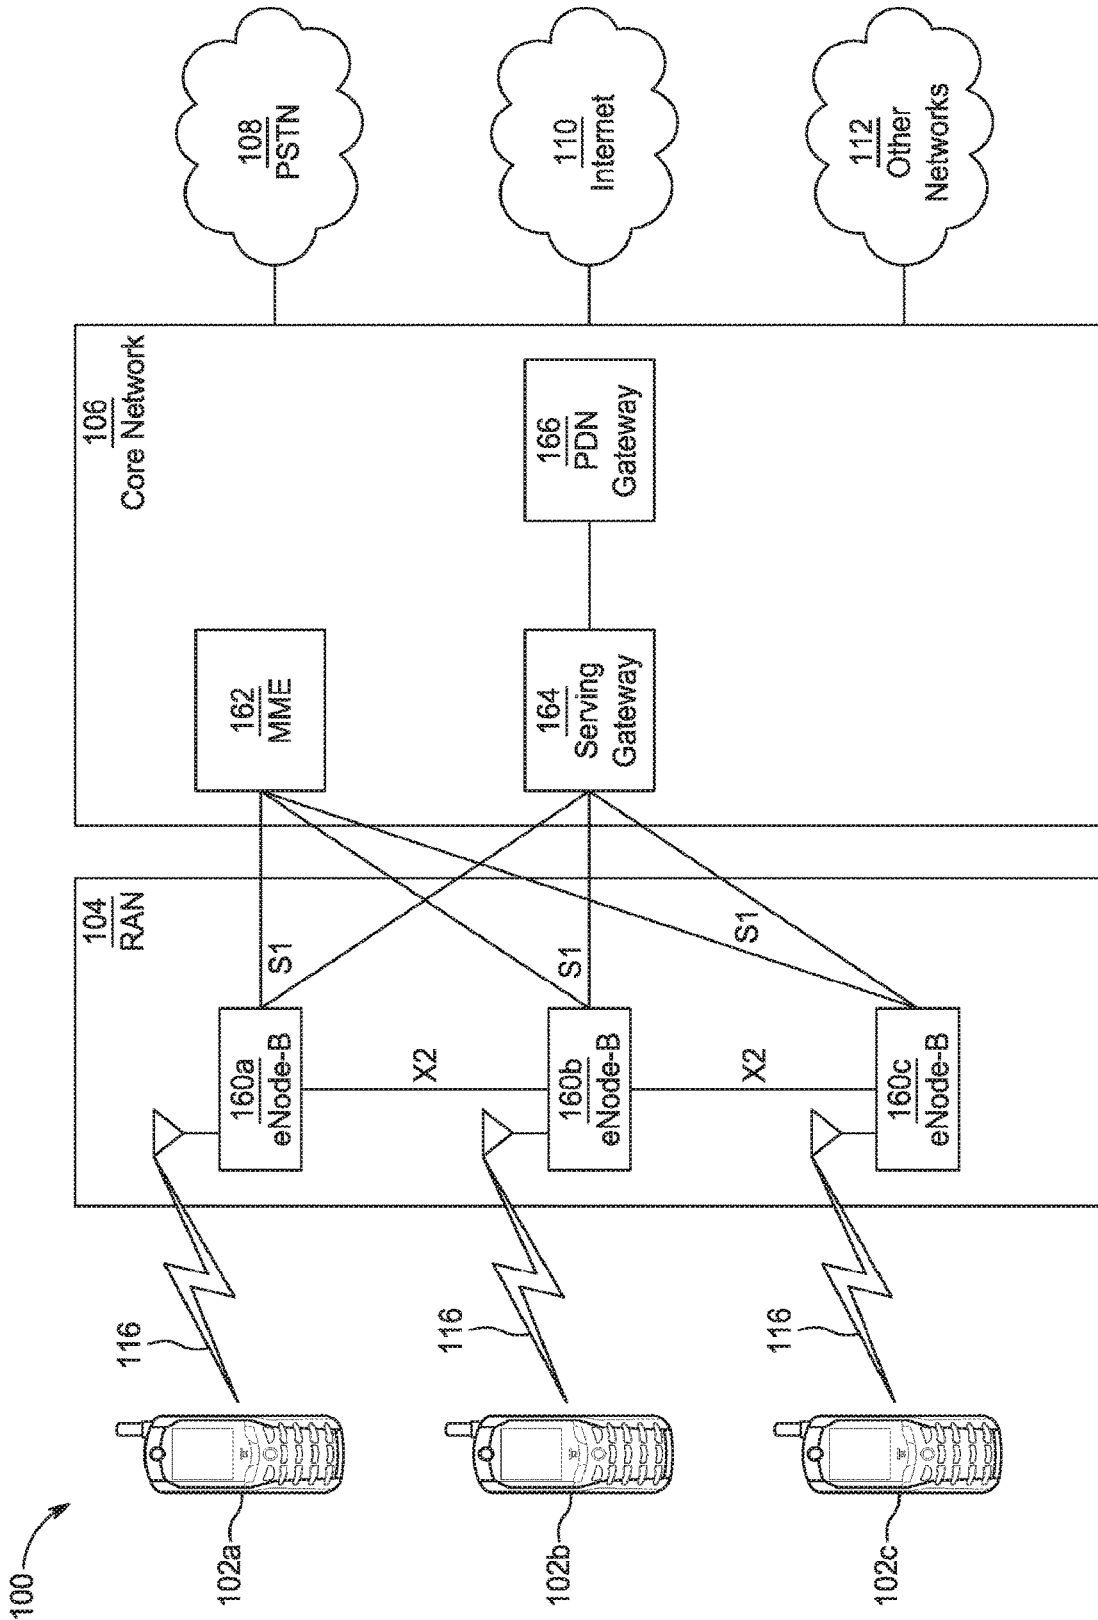 100
102a
102b
102c
116
116
116
104
RAN
160a
eNode-B
160b
eNode-B
160c
eNode-B
X2
X2
S1
S1
S1
106
Core Network
162
MME
164
Serving
Gateway
166
PDN
Gateway
108
PSTN
110
Internet
112
Other
Networks